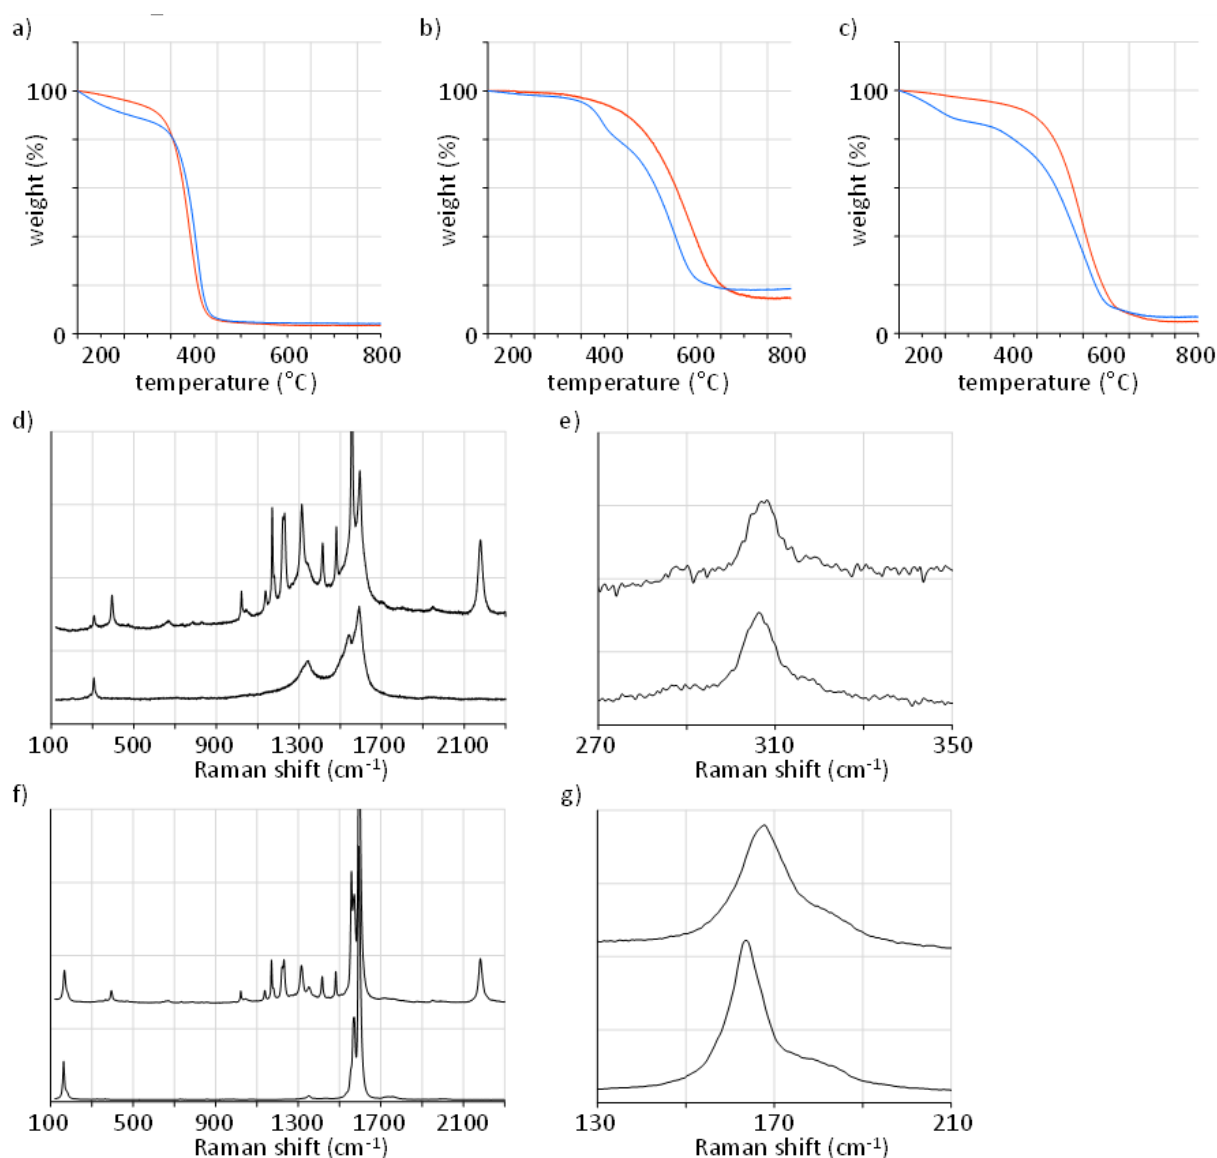 a)
b)
c)
100
0
weight (%)
200 400 600 800
temperature (°C)
100
0
weight (%)
200 400 600 800
temperature (°C)
100
0
weight (%)
200 400 600 800
temperature (°C)
d)
e)
100 500 900 1300 1700 2100
Raman shift (cm⁻¹)
270 310 350
Raman shift (cm⁻¹)
f)
g)
100 500 900 1300 1700 2100
Raman shift (cm⁻¹)
130 170 210
Raman shift (cm⁻¹)